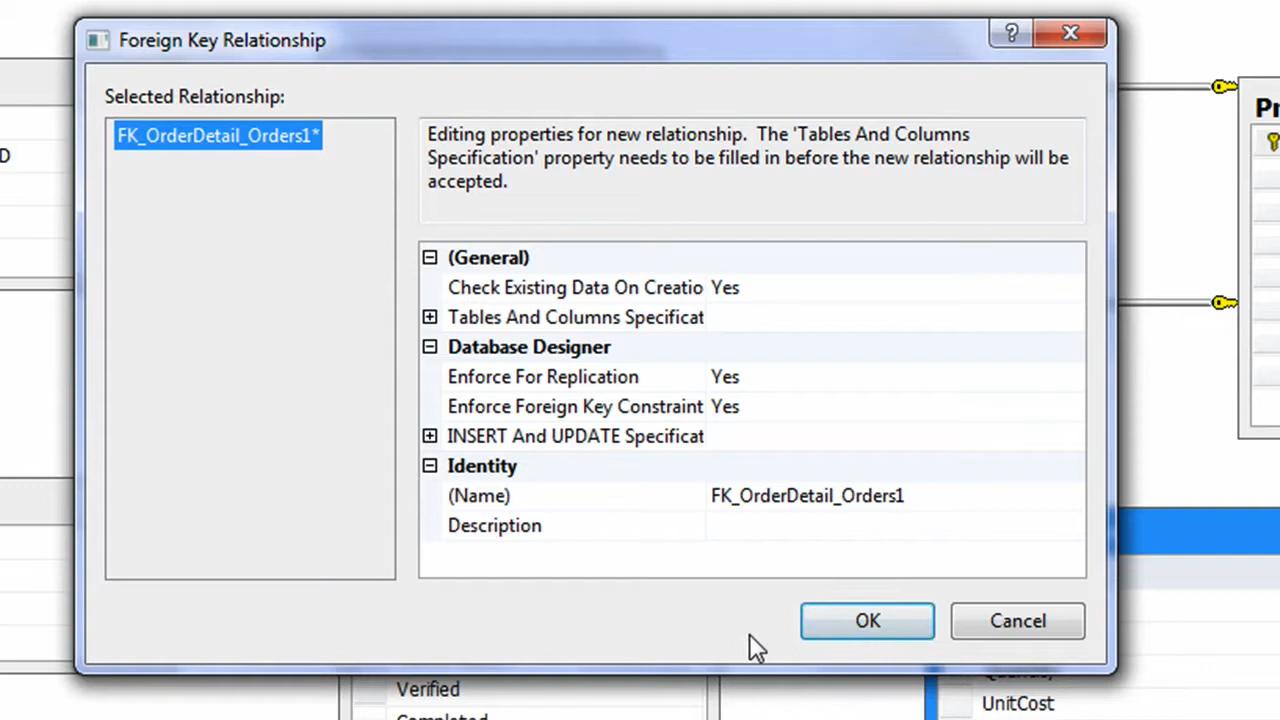 Foreign Key Relationship
Selected Relationship:
FK_OrderDetail_Orders1*
Editing properties for new relationship. The 'Tables And Columns
Specification' property needs to be filled in before the new relationship will be
accepted.
(General)
Check Existing Data On Creatio Yes
Tables And Columns Specificat
Database Designer
Enforce For Replication Yes
Enforce Foreign Key Constraint Yes
INSERT And UPDATE Specificat
Identity
(Name) FK_OrderDetail_Orders1
Description
OK
Cancel
D
Pr
Verified
UnitCost